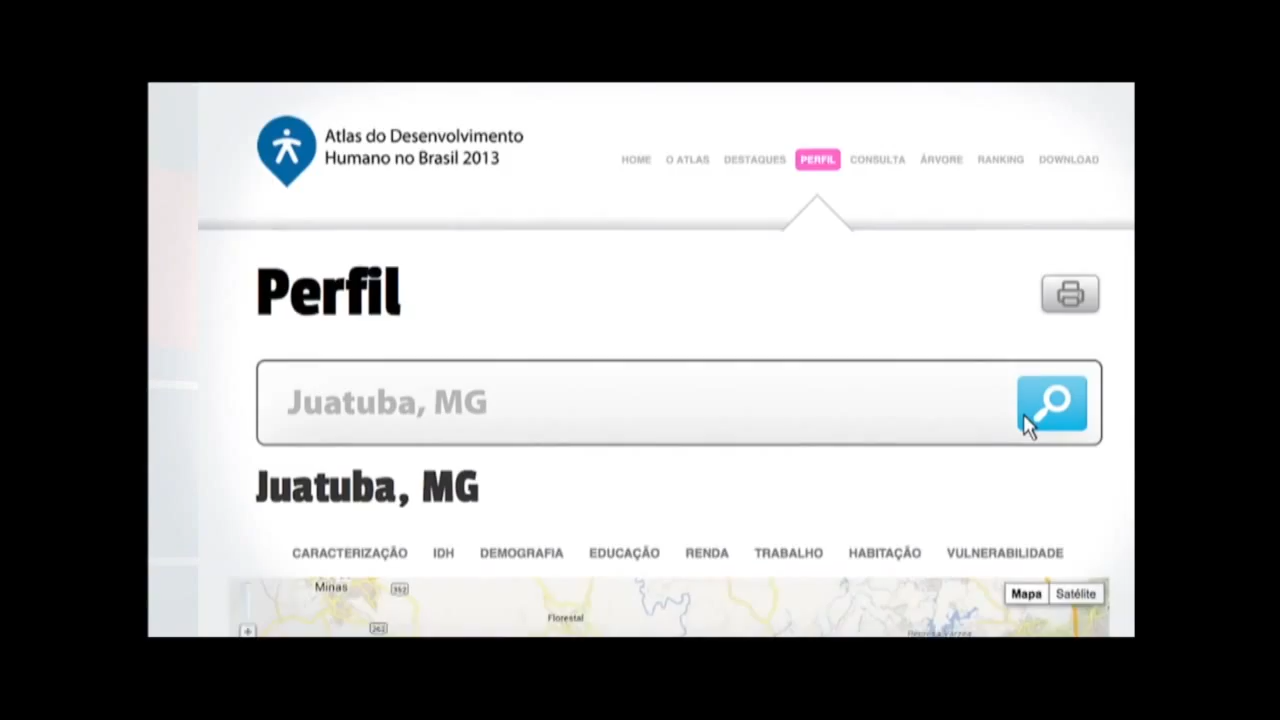 Atlas do Desenvolvimento
Humano no Brasil 2013
HOME O ATLAS DESTAQUES PERFIL CONSULTA ÁRVORE RANKING DOWNLOAD
Perfil
Juatuba, MG
Juatuba, MG
CARACTERIZAÇÃO IDH DEMOGRAFIA EDUCAÇÃO RENDA TRABALHO HABITAÇÃO VULNERABILIDADE
Minas
Mapa Satélite
Florestal
262